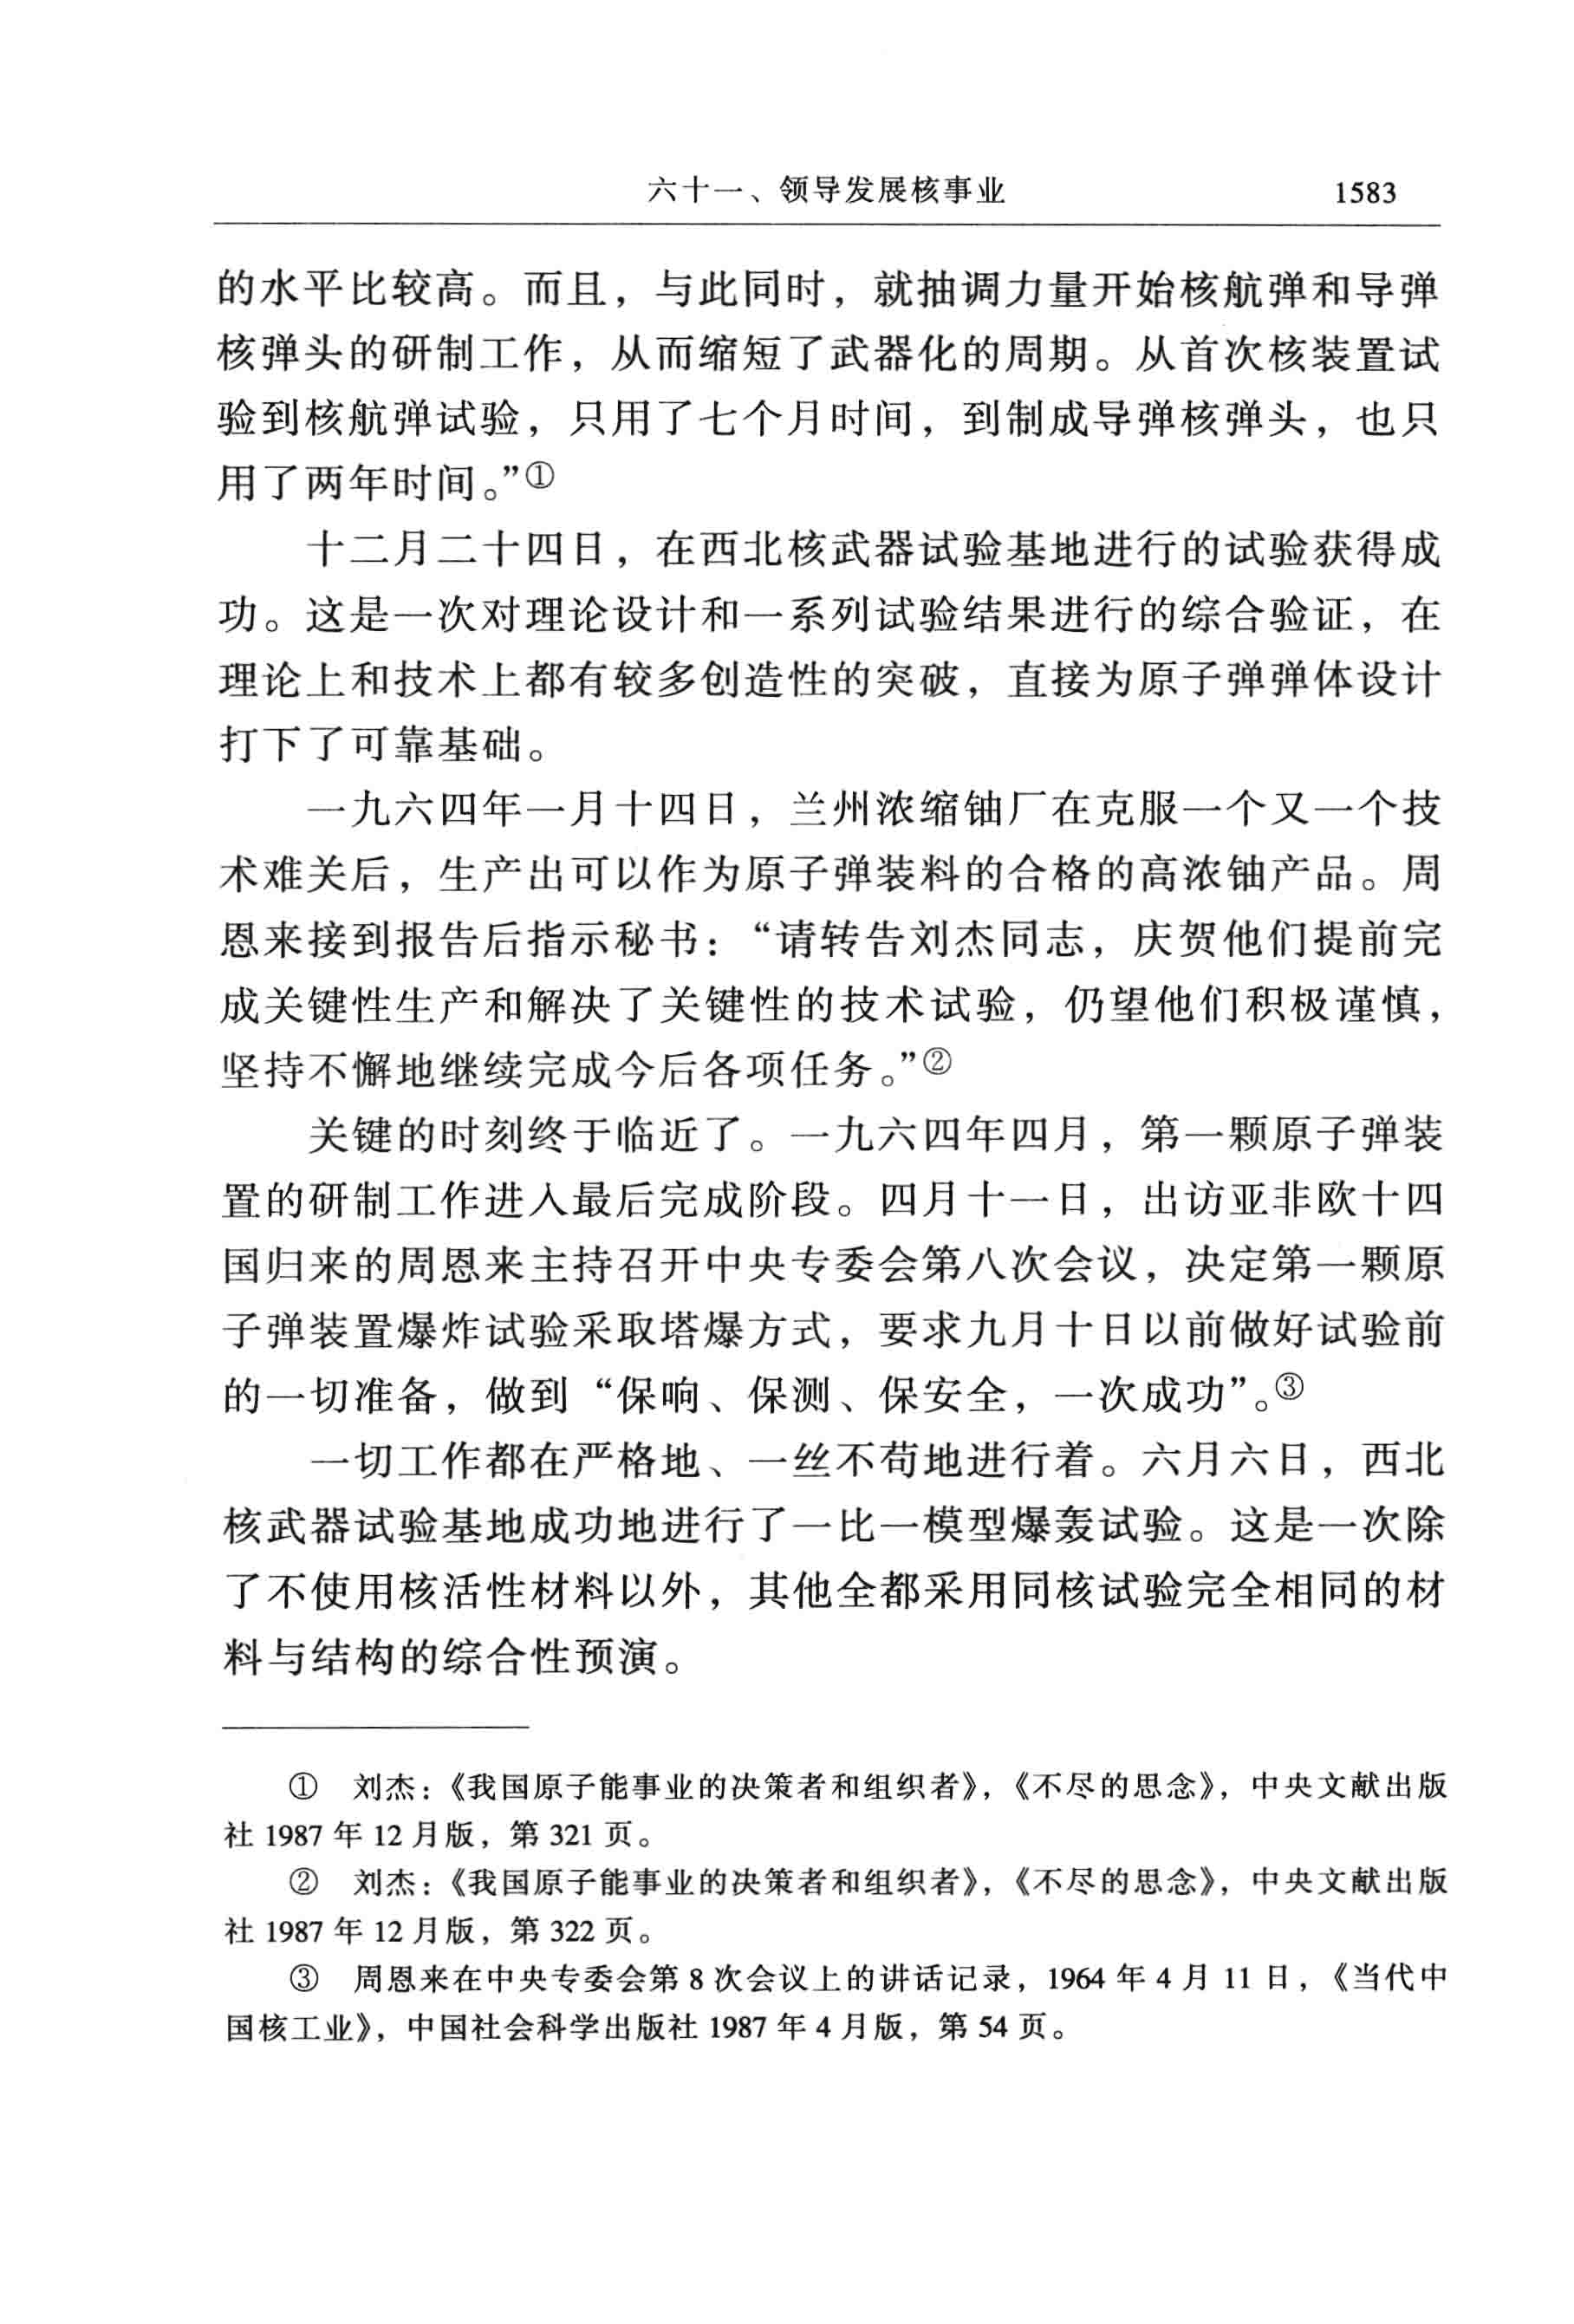 六十一、领导发展核事业 1583
的水平比较高。而且，与此同时，就抽调力量开始核航弹和导弹
核弹头的研制工作，从而缩短了武器化的周期。从首次核装置试
验到核航弹试验，只用了七个月时间，到制成导弹核弹头，也只
用了两年时间。”①
十二月二十四日，在西北核武器试验基地进行的试验获得成
功。这是一次对理论设计和一系列试验结果进行的综合验证，在
理论上和技术上都有较多创造性的突破，直接为原子弹弹体设计
打下了可靠基础。
一九六四年一月十四日，兰州浓缩铀厂在克服一个又一个技
术难关后，生产出可以作为原子弹装料的合格的高浓铀产品。周
恩来接到报告后指示秘书：“请转告刘杰同志，庆贺他们提前完
成关键性生产和解决了关键性的技术试验，仍望他们积极谨慎，
坚持不懈地继续完成今后各项任务。”②
关键的时刻终于临近了。一九六四年四月，第一颗原子弹装
置的研制工作进入最后完成阶段。四月十一日，出访亚非欧十四
国归来的周恩来主持召开中央专委会第八次会议，决定第一颗原
子弹装置爆炸试验采取塔爆方式，要求九月十日以前做好试验前
的一切准备，做到“保响、保测、保安全，一次成功”。③
一切工作都在严格地、一丝不苟地进行着。六月六日，西北
核武器试验基地成功地进行了一比一模型爆轰试验。这是一次除
了不使用核活性材料以外，其他全都采用同核试验完全相同的材
料与结构的综合性预演。
① 刘杰：《我国原子能事业的决策者和组织者》，《不尽的思念》，中央文献出版
社 1987 年 12 月版，第 321 页。
② 刘杰：《我国原子能事业的决策者和组织者》，《不尽的思念》，中央文献出版
社 1987 年 12 月版，第 322 页。
③ 周恩来在中央专委会第 8 次会议上的讲话记录，1964 年 4 月 11 日，《当代中
国核工业》，中国社会科学出版社 1987 年 4 月版，第 54 页。